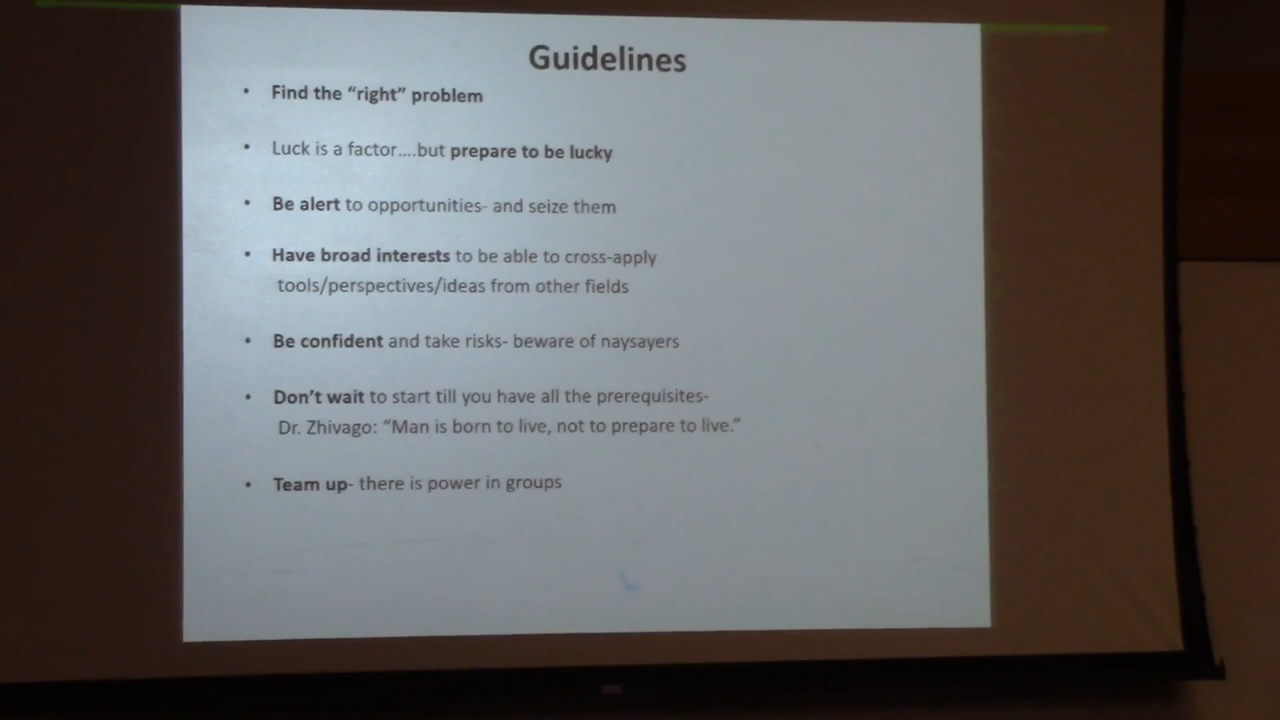 Guidelines
• Find the “right” problem
• Luck is a factor....but prepare to be lucky
• Be alert to opportunities- and seize them
• Have broad interests to be able to cross-apply
tools/perspectives/ideas from other fields
• Be confident and take risks- beware of naysayers
• Don’t wait to start till you have all the prerequisites-
Dr. Zhivago: “Man is born to live, not to prepare to live.”
• Team up- there is power in groups